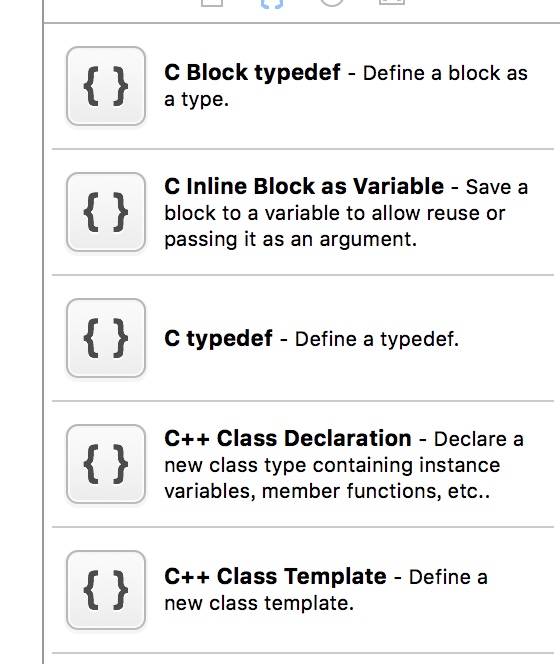 { }
C Block typedef - Define a block as
a type.
{ }
C Inline Block as Variable - Save a
block to a variable to allow reuse or
passing it as an argument.
{ }
C typedef - Define a typedef.
{ }
C++ Class Declaration - Declare a
new class type containing instance
variables, member functions, etc..
{ }
C++ Class Template - Define a
new class template.